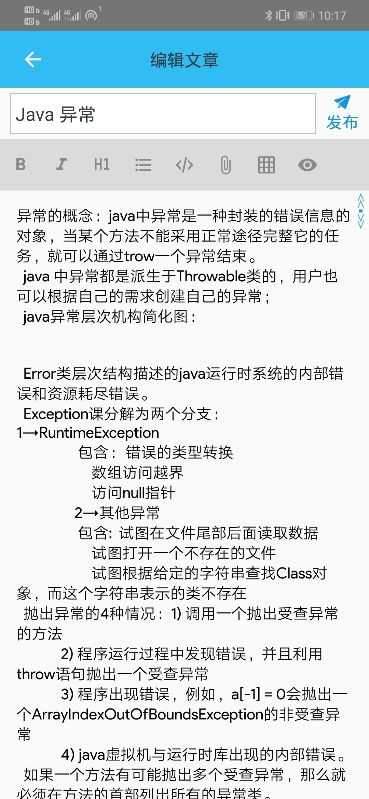 10:17
编辑文章
Java 异常
发布
B I H1
异常的概念：java中异常是一种封装的错误信息的
对象，当某个方法不能采用正常途径完整它的任
务，就可以通过trow一个异常结束。
java 中异常都是派生于Throwable类的，用户也
可以根据自己的需求创建自己的异常；
java异常层次机构简化图：
Error类层次结构描述的java运行时系统的内部错
误和资源耗尽错误。
Exception课分解为两个分支：
1→RuntimeException
包含：错误的类型转换
数组访问越界
访问null指针
2→其他异常
包含: 试图在文件尾部后面读取数据
试图打开一个不存在的文件
试图根据给定的字符串查找Class对
象，而这个字符串表示的类不存在
抛出异常的4种情况：1) 调用一个抛出受查异常
的方法
2) 程序运行过程中发现错误，并且利用
throw语句抛出一个受查异常
3) 程序出现错误，例如，a[-1] = 0会抛出一
个ArrayIndexOutOfBoundsException的非受查异
常
4) java虚拟机与运行时库出现的内部错误。
如果一个方法有可能抛出多个受查异常，那么就
必须在方法的首部列出所有的异常类。